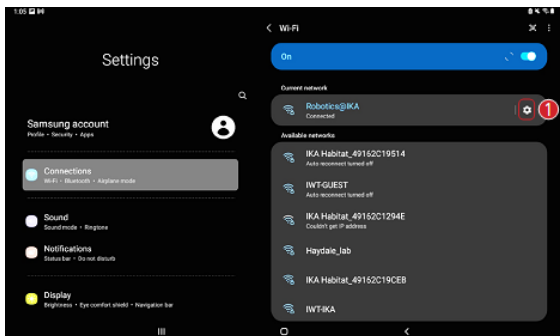 1:05
Settings
Samsung account
Profile • Security • Apps
Connections
Wi-Fi • Bluetooth • Airplane mode
Sound
Sound mode • Ringtone
Notifications
Status bar • Do not disturb
Display
Brightness • Eye comfort shield • Navigation bar
Wi-Fi
On
Current network
Robotics@IKA
Connected
1
Available networks
IKA Habitat_49162C19514
Auto reconnect turned off
IWT-GUEST
Auto reconnect turned off
IKA Habitat_49162C1294E
Couldn't get IP address
Haydale_lab
IKA Habitat_49162C19CEB
IWT-IKA